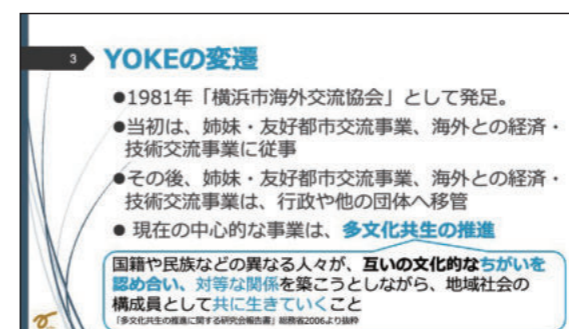 3
YOKEの変遷
●1981年「横浜市海外交流協会」として発足。
●当初は、姉妹・友好都市交流事業、海外との経済・
技術交流事業に従事
●その後、姉妹・友好都市交流事業、海外との経済・
技術交流事業は、行政や他の団体へ移管
● 現在の中心的な事業は、多文化共生の推進
国籍や民族などの異なる人々が、互いの文化的なちがいを
認め合い、対等な関係を築こうとしながら、地域社会の
構成員として共に生きていくこと
「多文化共生の推進に関する研究会報告書」総務省2006より抜粋